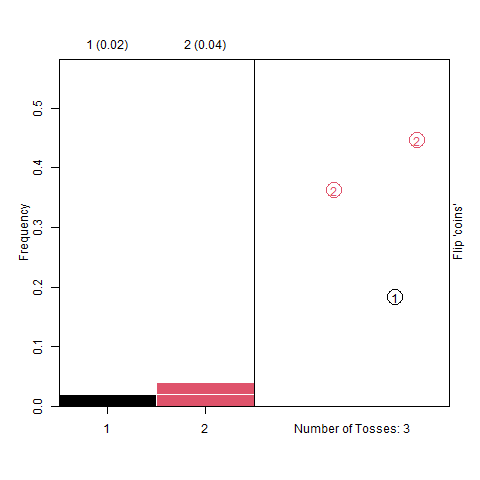 1 (0.02) 2 (0.04)
Frequency
0.5
0.4
0.3
0.2
0.1
0.0
1 2
2
2
1
Flip 'coins'
Number of Tosses: 3